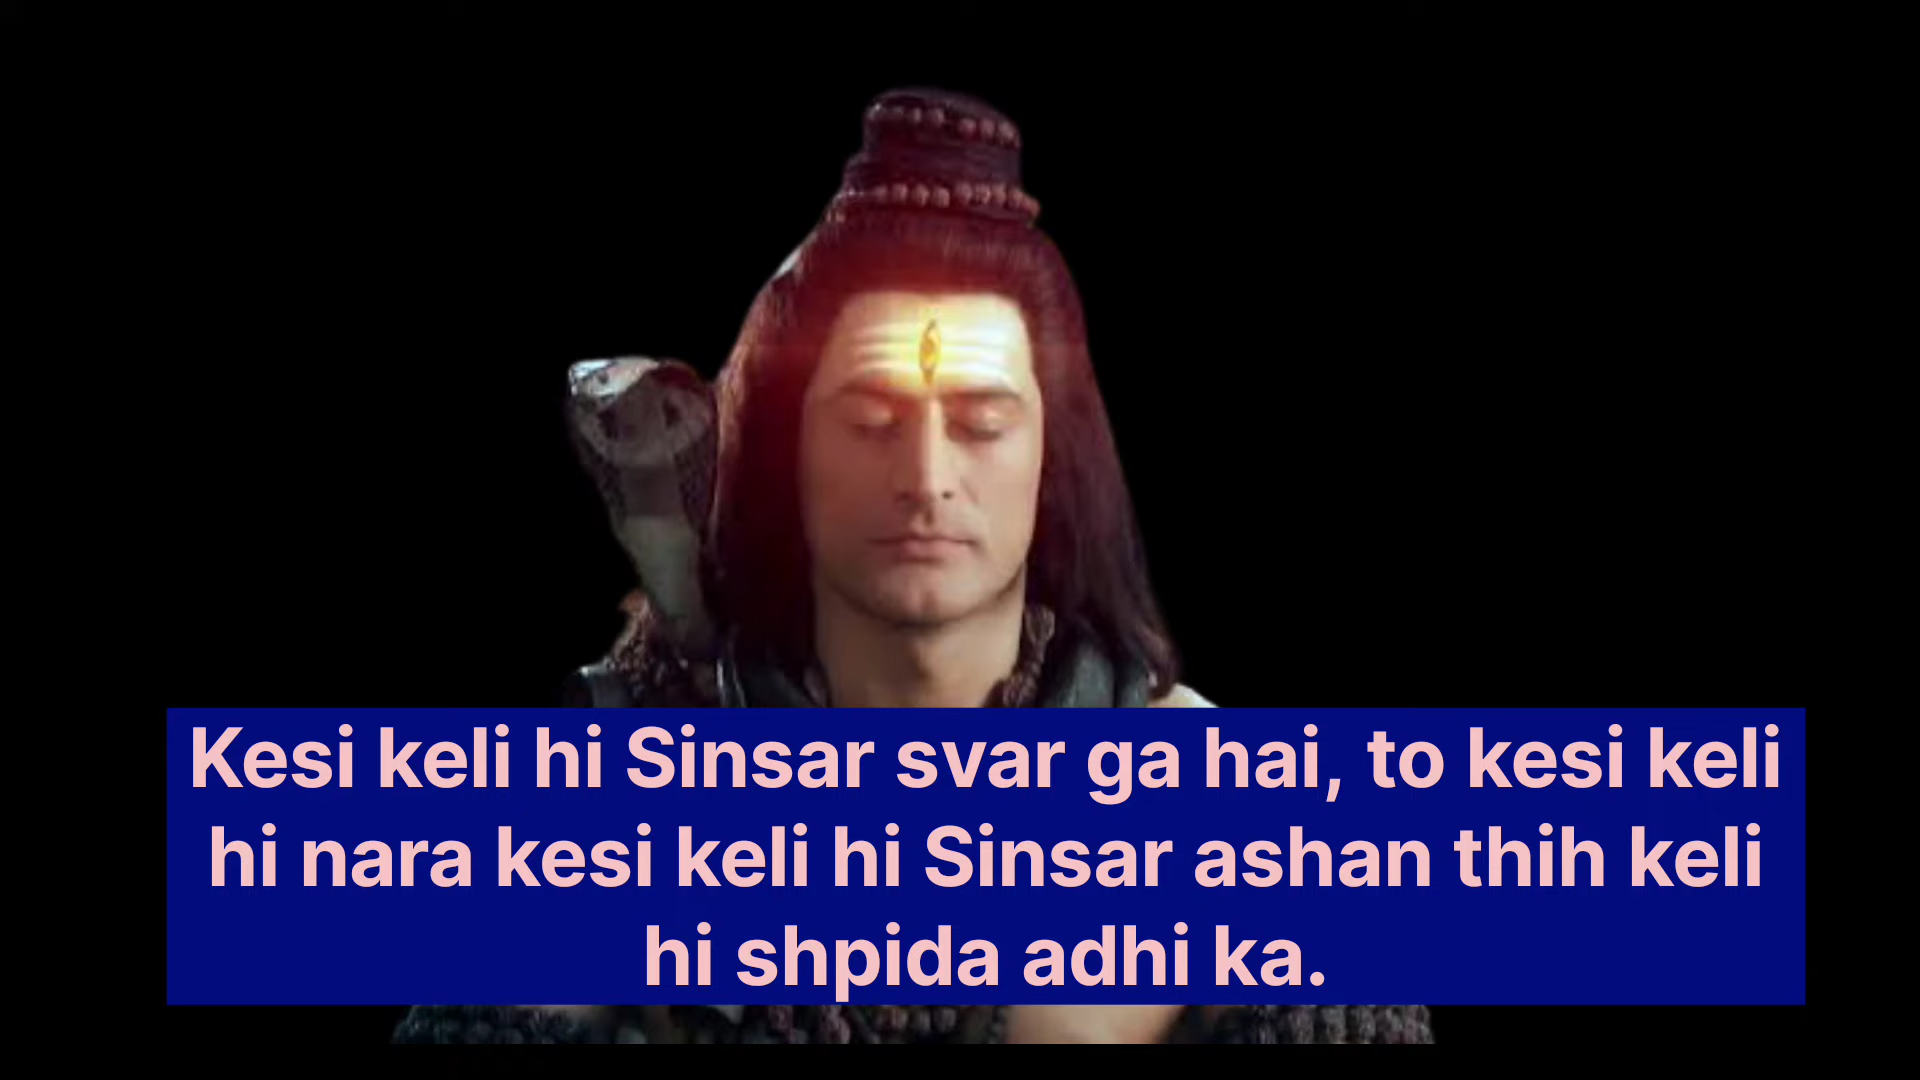 Kesi keli hi Sinsar svar ga hai, to kesi keli
hi nara kesi keli hi Sinsar ashan thih keli
hi shpida adhi ka.